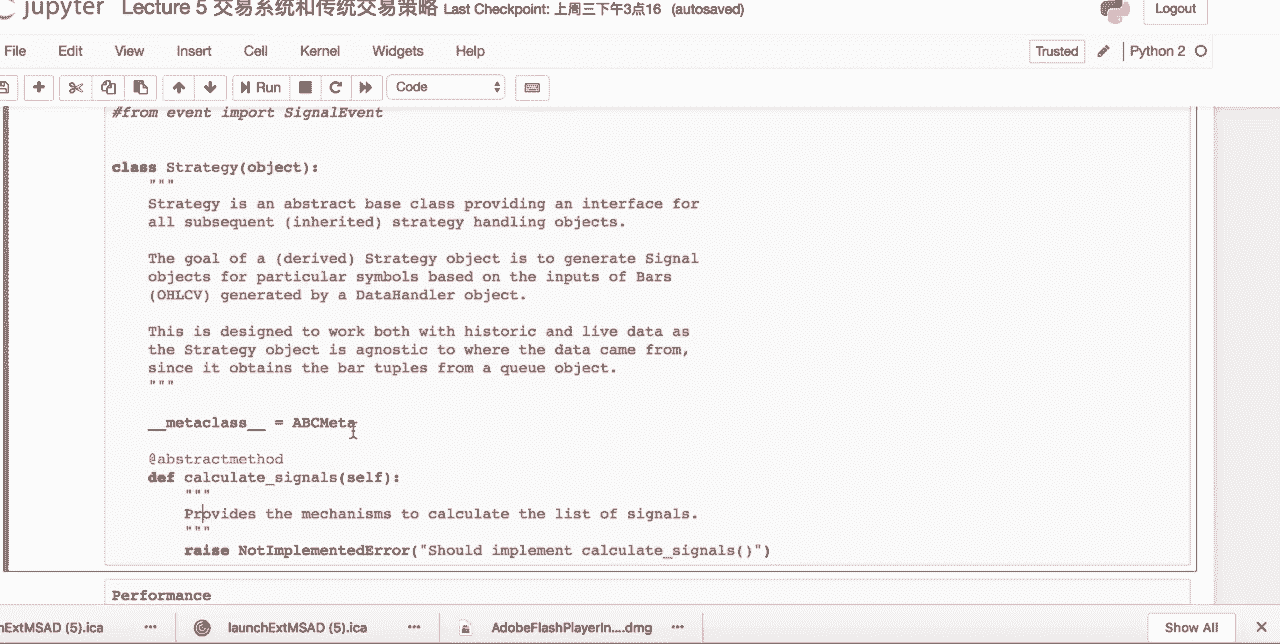 jupyter Lecture 5 交易系统和传统交易策略 Last Checkpoint: 上周三下午3点16 (autosaved) Logout
File Edit View Insert Cell Kernel Widgets Help Trusted Python 2
Run Code
#from event import SignalEvent
class Strategy(object):
"""
Strategy is an abstract base class providing an interface for
all subsequent (inherited) strategy handling objects.
The goal of a (derived) Strategy object is to generate Signal
objects for particular symbols based on the inputs of Bars
(OHLCV) generated by a DataHandler object.
This is designed to work both with historic and live data as
the Strategy object is agnostic to where the data came from,
since it obtains the bar tuples from a queue object.
"""
__metaclass__ = ABCMeta
@abstractmethod
def calculate_signals(self):
"""
Provides the mechanisms to calculate the list of signals.
"""
raise NotImplementedError("Should implement calculate_signals()")
Performance
hExtMSAD (5).ica launchExtMSAD (5).ica AdobeFlashPlayerIn....dmg Show All